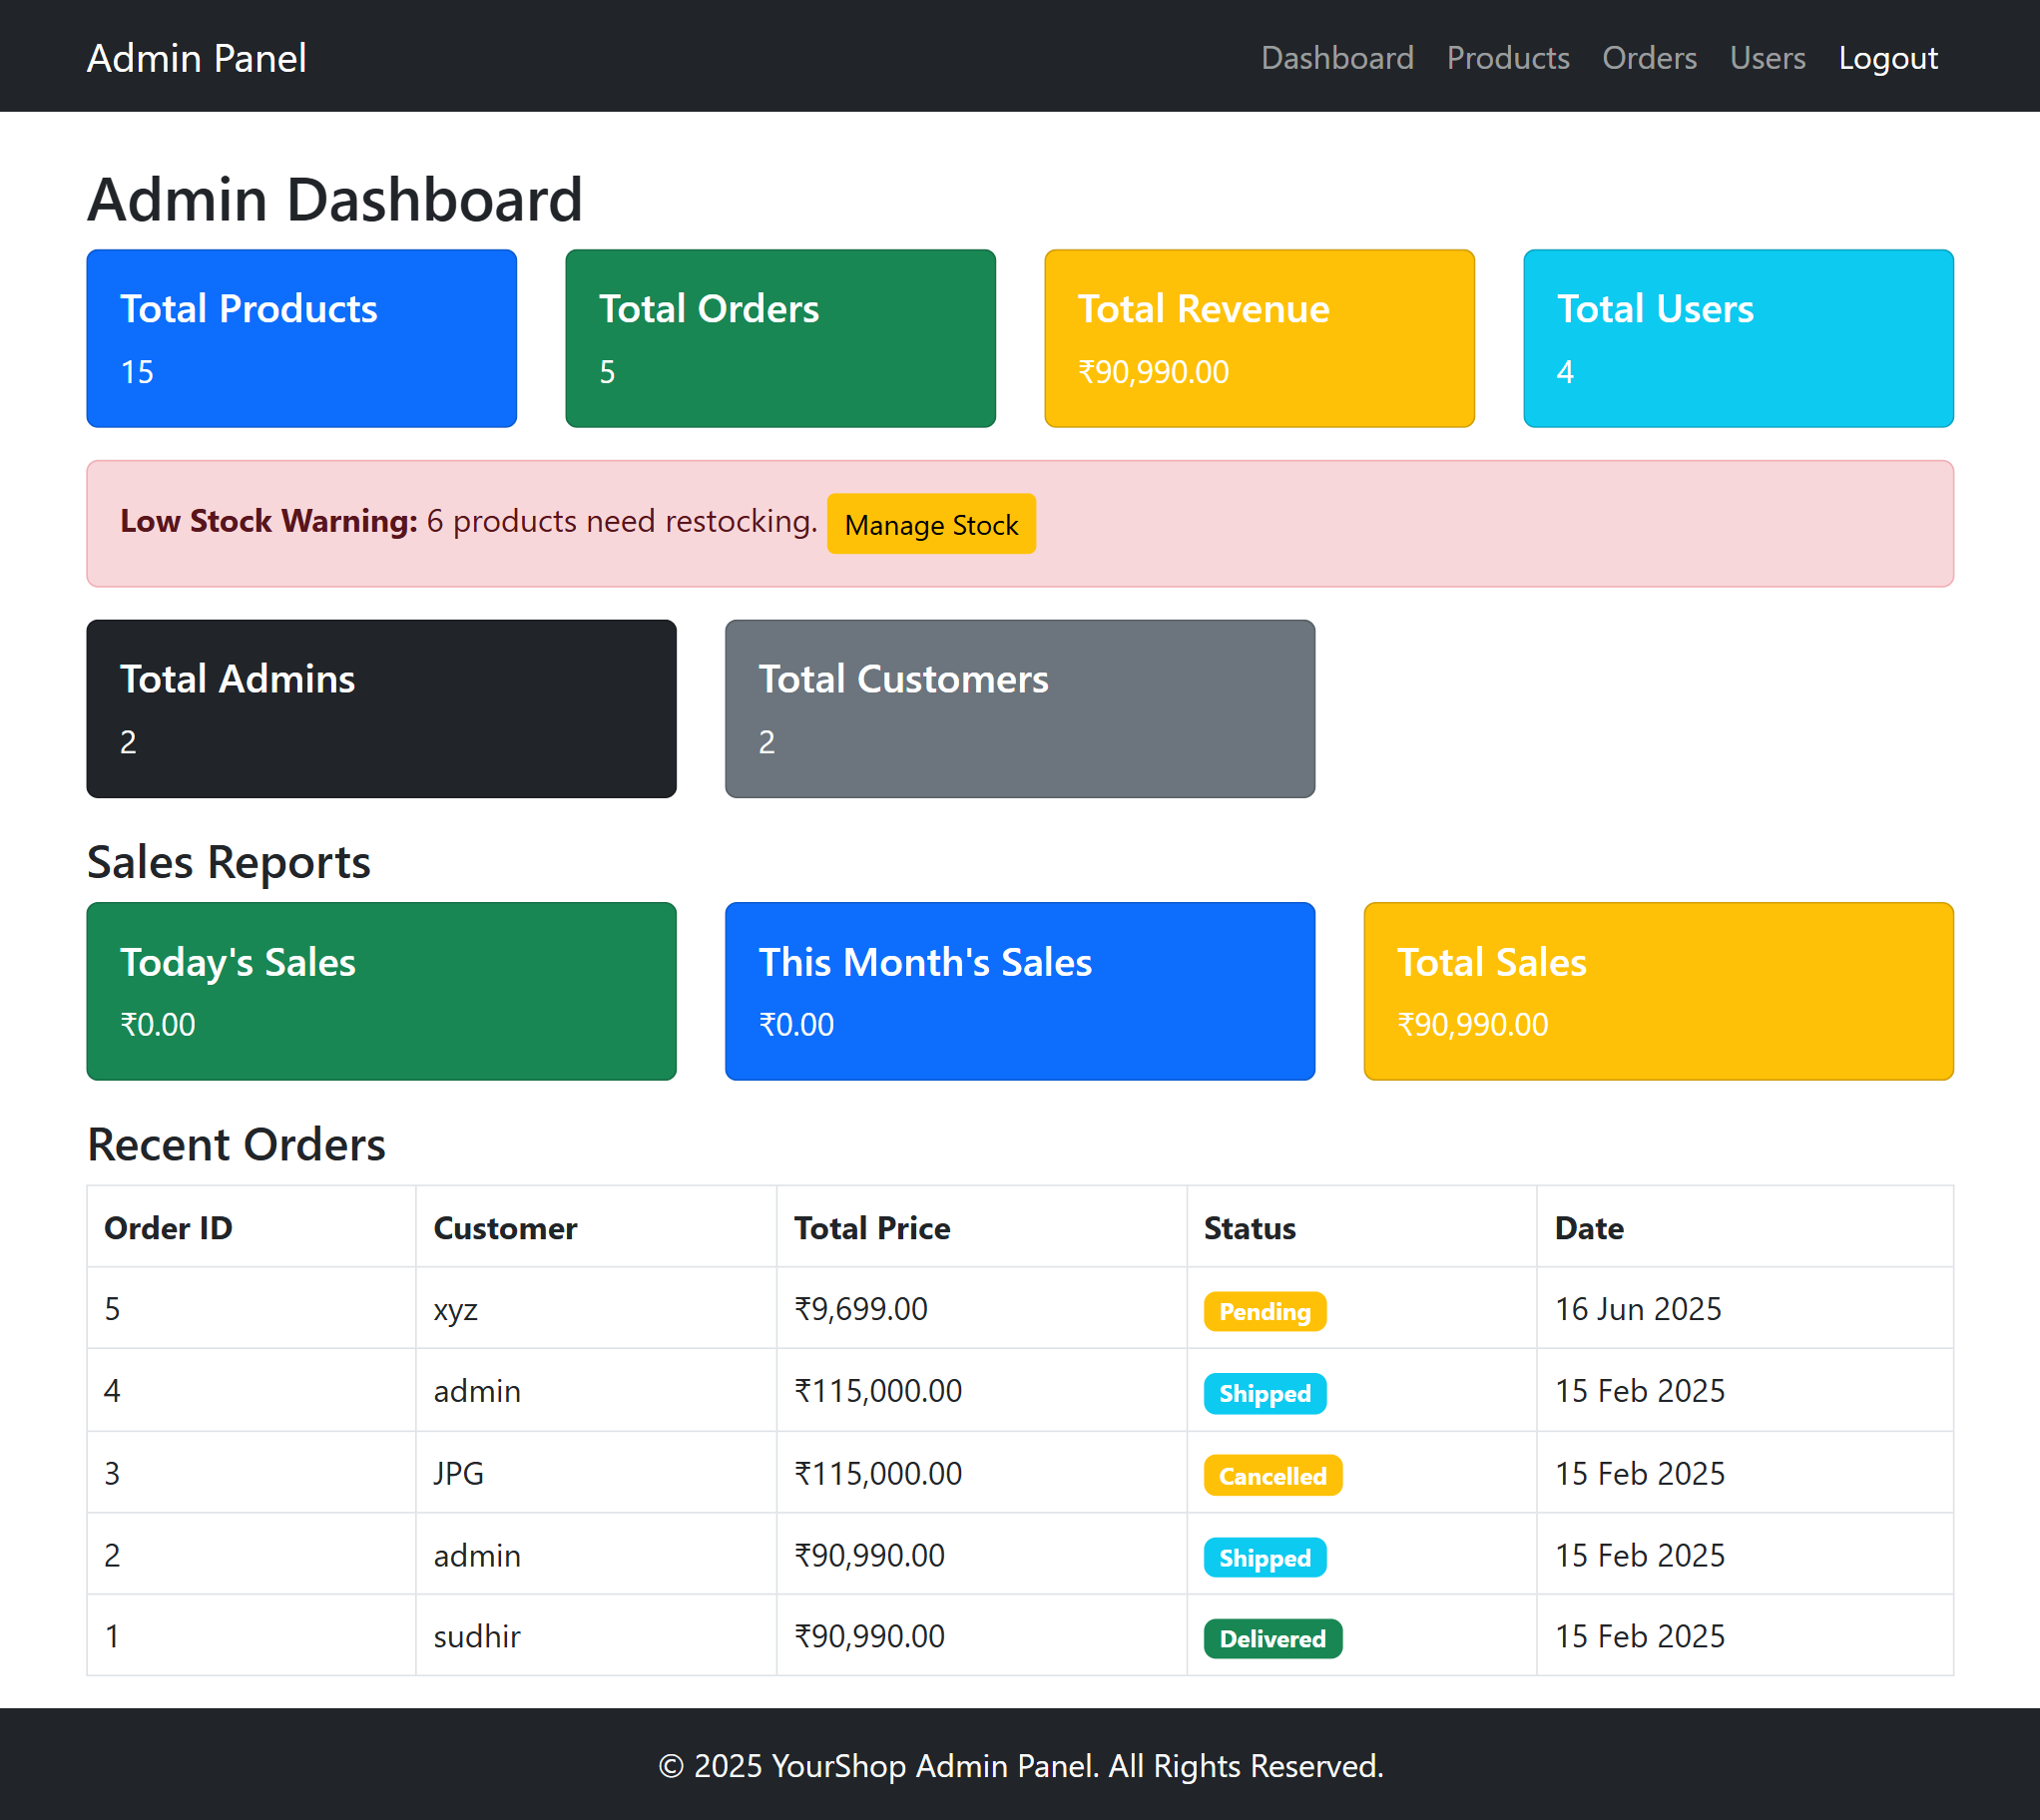 Admin Panel Dashboard Products Orders Users Logout
Admin Dashboard
Total Products Total Orders Total Revenue Total Users
15 5 ₹90,990.00 4
Low Stock Warning: 6 products need restocking. Manage Stock
Total Admins Total Customers
2 2
Sales Reports
Today's Sales This Month's Sales Total Sales
₹0.00 ₹0.00 ₹90,990.00
Recent Orders
Order ID Customer Total Price Status Date
5 xyz ₹9,699.00 Pending 16 Jun 2025
4 admin ₹115,000.00 Shipped 15 Feb 2025
3 JPG ₹115,000.00 Cancelled 15 Feb 2025
2 admin ₹90,990.00 Shipped 15 Feb 2025
1 sudhir ₹90,990.00 Delivered 15 Feb 2025
© 2025 YourShop Admin Panel. All Rights Reserved.